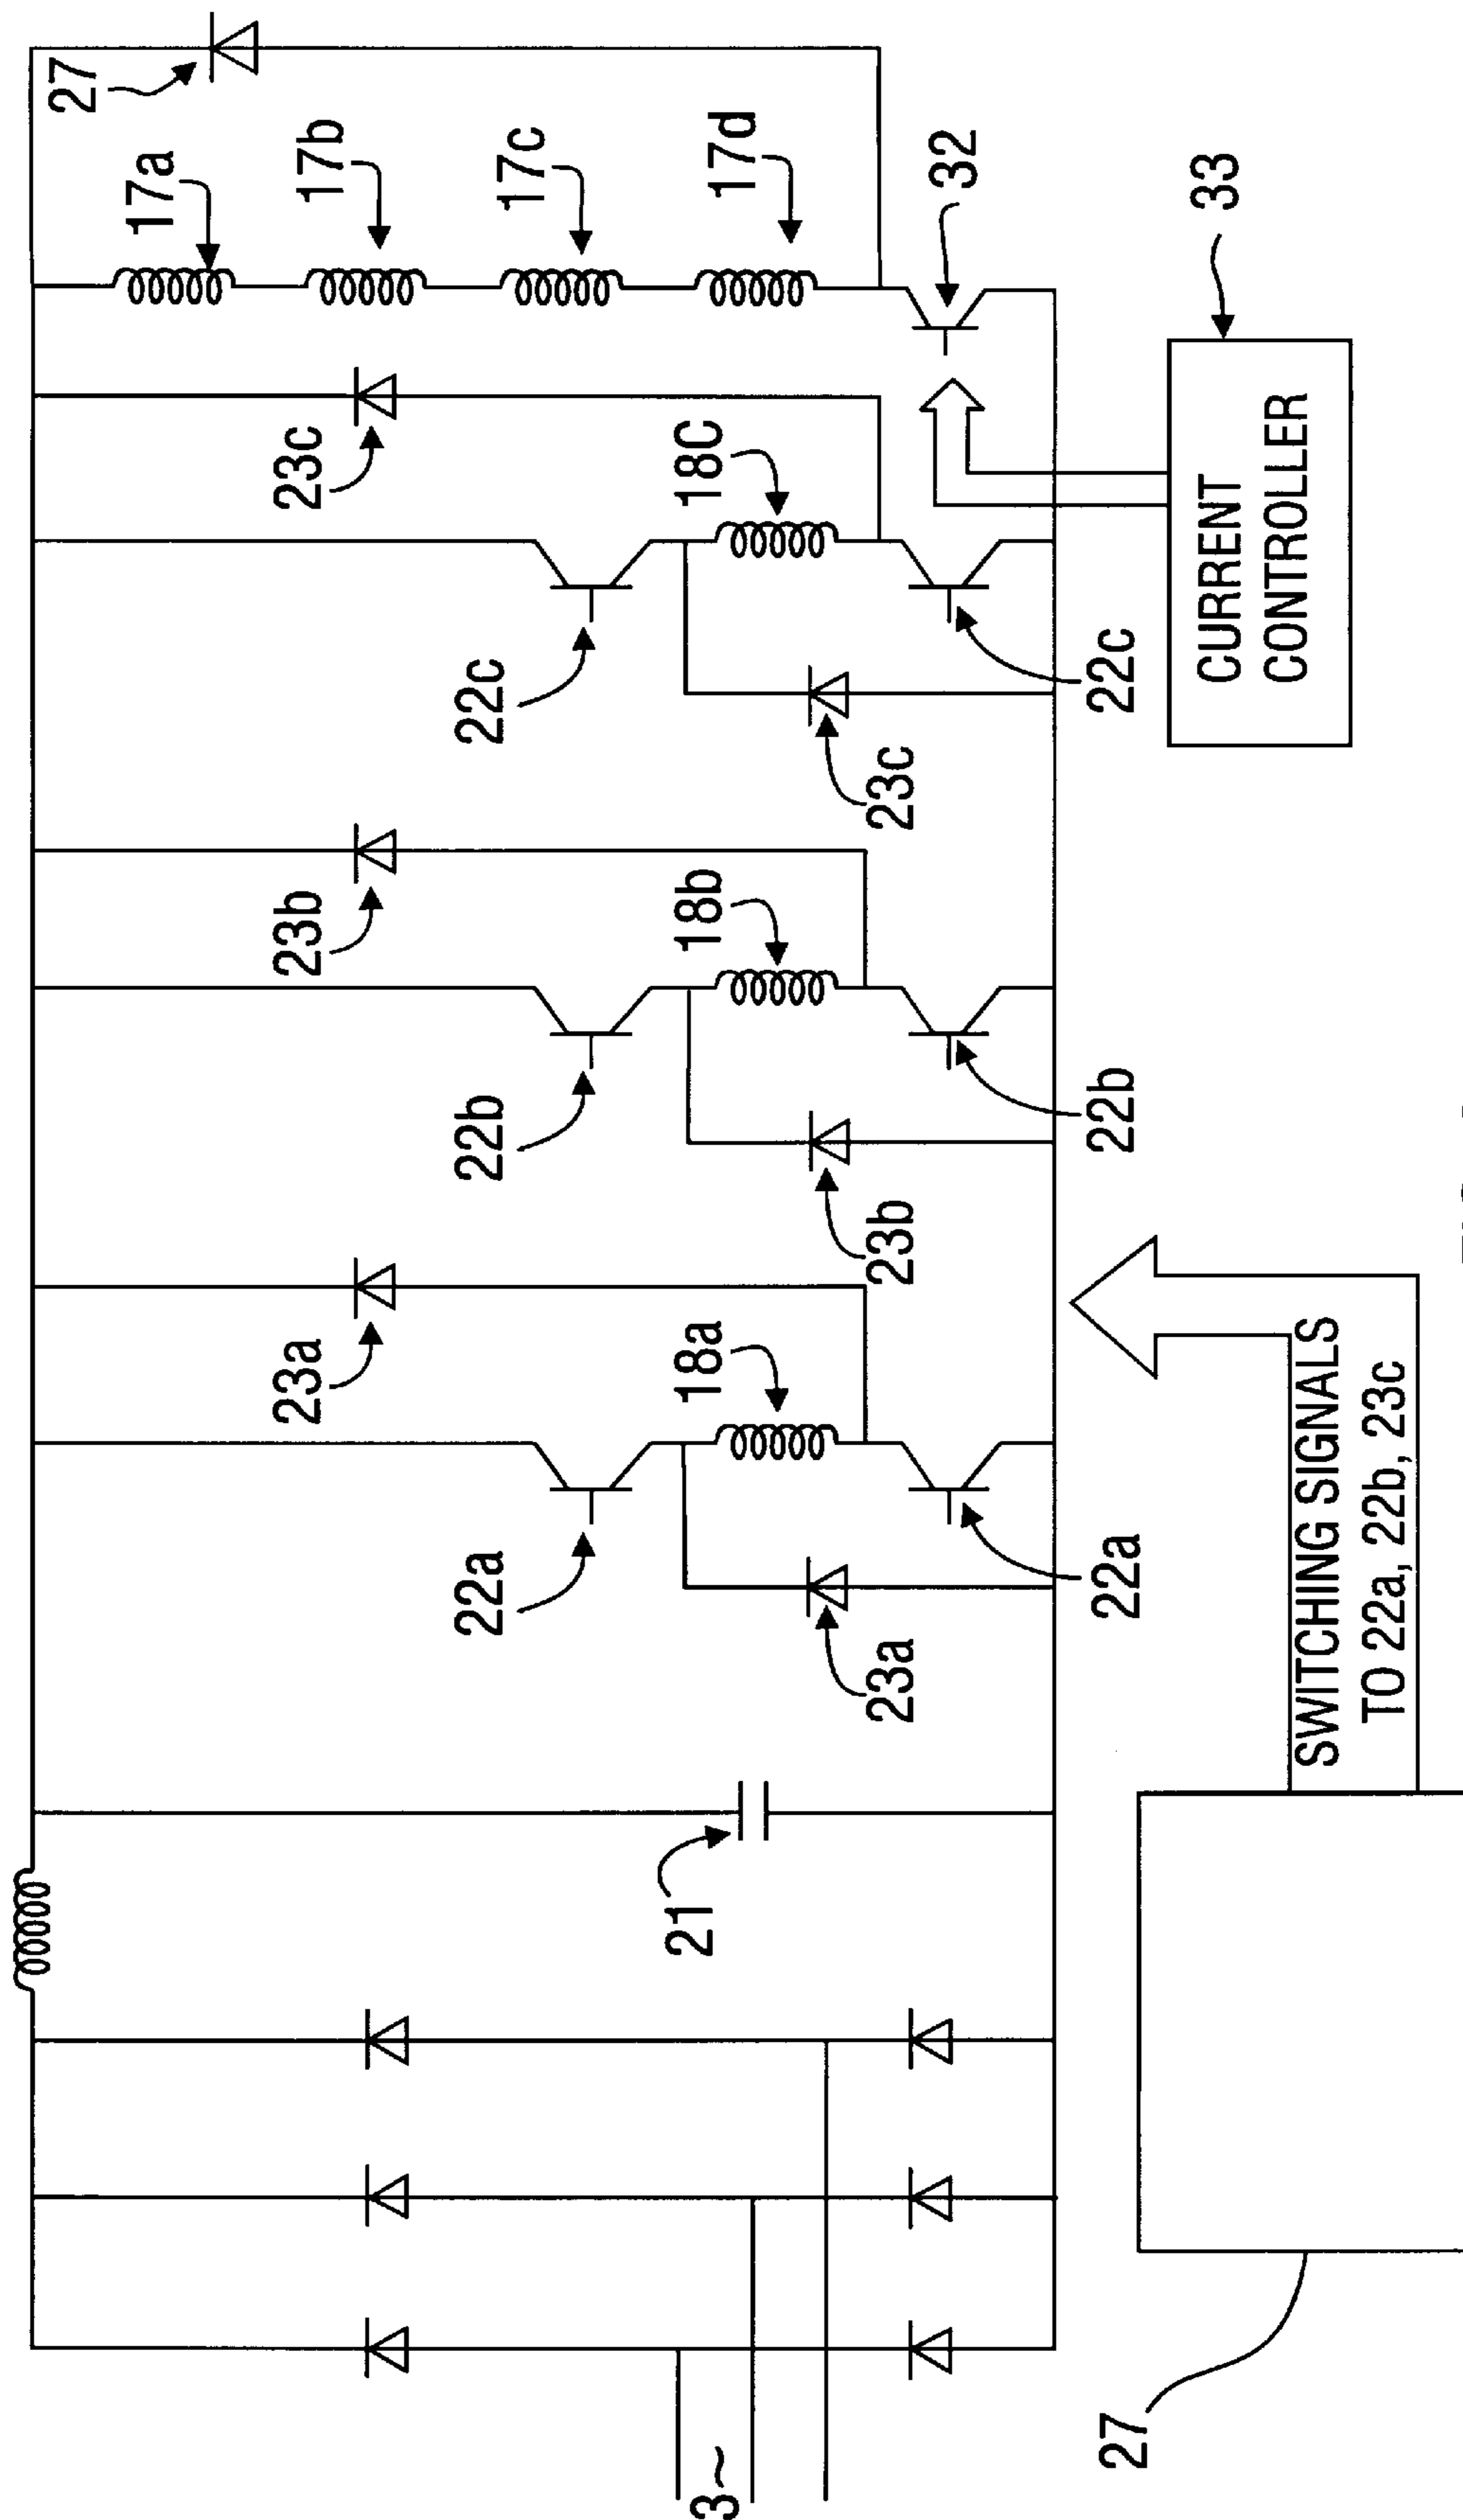 27
17a
17b
17c
17d
32
33
23c
18C
22c
22c
23c
CURRENT
CONTROLLER
23b
18b
22b
22b
23b
23a
18a
22a
22a
23a
SWITCHING SIGNALS
TO 22a, 22b, 23c
21
3~
27